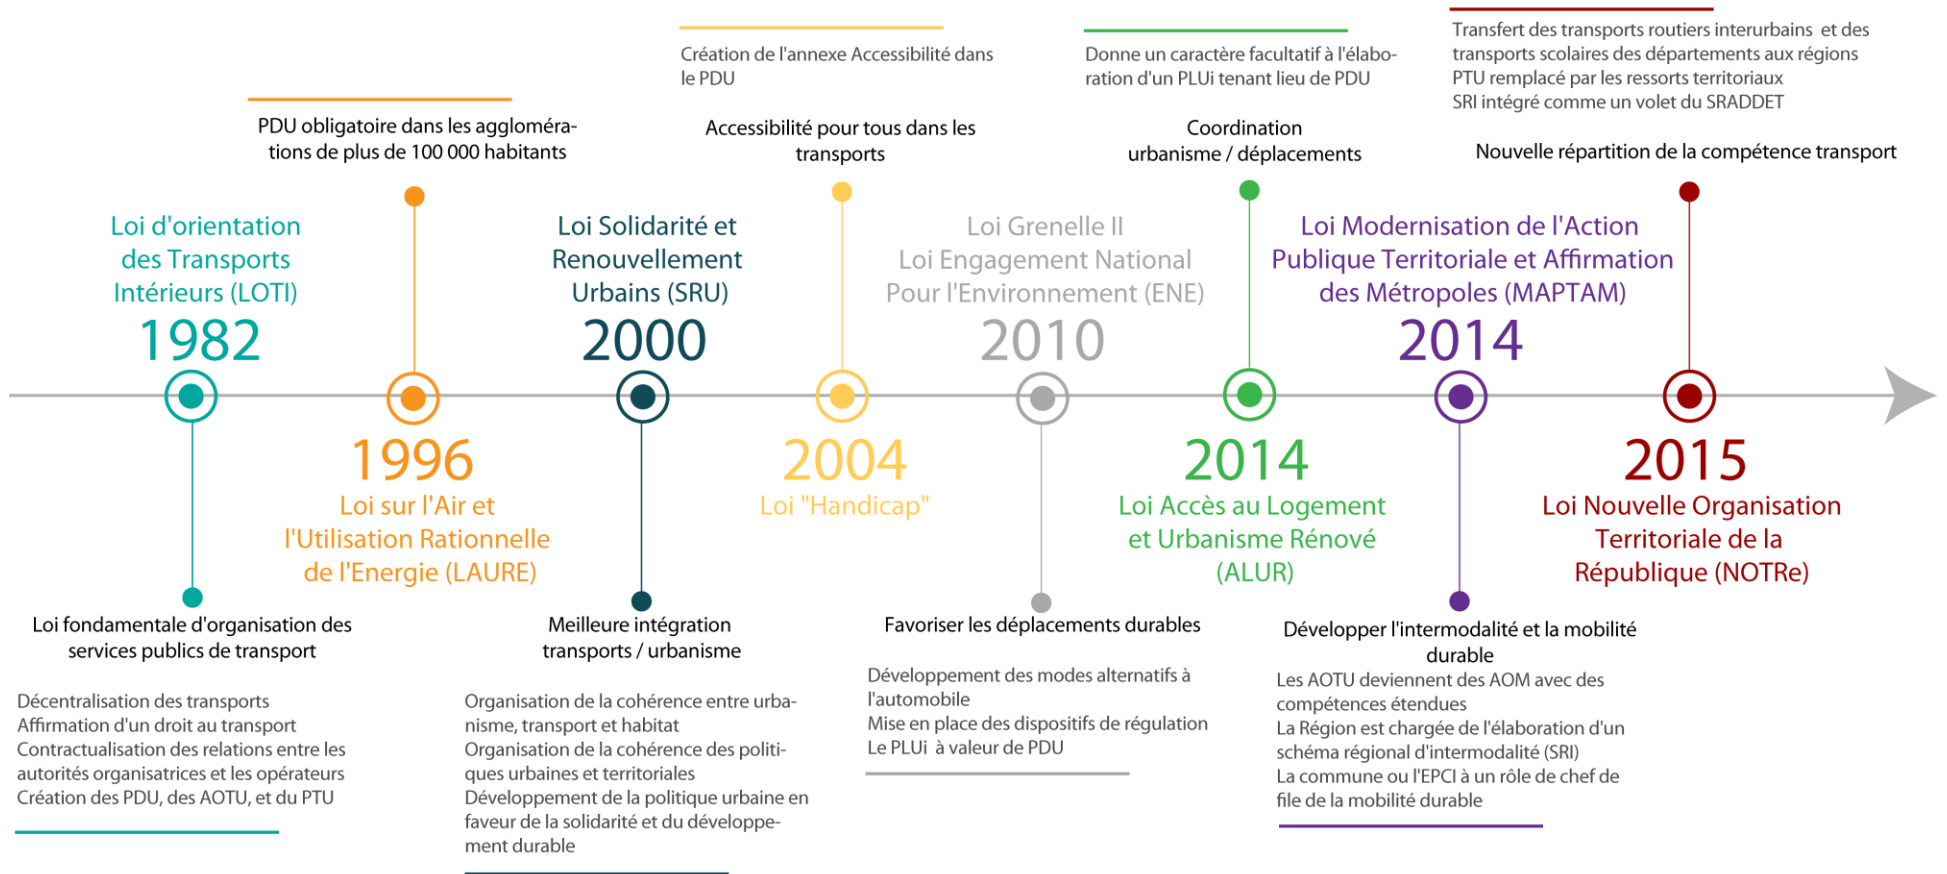 Loi d'orientation
des Transports
Intérieurs (LOTI)
1982
Loi fondamentale d'organisation des
services publics de transport
Décentralisation des transports
Affirmation d'un droit au transport
Contractualisation des relations entre les
autorités organisatrices et les opérateurs
Création des PDU, des AOTU, et du PTU
PDU obligatoire dans les aggloméra-
tions de plus de 100 000 habitants
1996
Loi sur l'Air et
l'Utilisation Rationnelle
de l'Energie (LAURE)
Loi Solidarité et
Renouvellement
Urbains (SRU)
2000
Meilleure intégration
transports / urbanisme
Organisation de la cohérence entre urba-
nisme, transport et habitat
Organisation de la cohérence des politi-
ques urbaines et territoriales
Développement de la politique urbaine en
faveur de la solidarité et du développe-
ment durable
Création de l'annexe Accessibilité dans
le PDU
Accessibilité pour tous dans les
transports
2004
Loi "Handicap"
Loi Grenelle II
Loi Engagement National
Pour l'Environnement (ENE)
2010
Favoriser les déplacements durables
Développement des modes alternatifs à
l'automobile
Mise en place des dispositifs de régulation
Le PLUi à valeur de PDU
Donne un caractère facultatif à l'élabo-
ration d'un PLUi tenant lieu de PDU
Coordination
urbanisme / déplacements
2014
Loi Accès au Logement
et Urbanisme Rénové
(ALUR)
Loi Modernisation de l'Action
Publique Territoriale et Affirmation
des Métropoles (MAPTAM)
2014
Développer l'intermodalité et la mobilité
durable
Les AOTU deviennent des AOM avec des
compétences étendues
La Région est chargée de l'élaboration d'un
schéma régional d'intermodalité (SRI)
La commune ou l'EPCI à un rôle de chef de
file de la mobilité durable
Transfert des transports routiers interurbains et des
transports scolaires des départements aux régions
PTU remplacé par les ressorts territoriaux
SRI intégré comme un volet du SRADDET
Nouvelle répartition de la compétence transport
2015
Loi Nouvelle Organisation
Territoriale de la
République (NOTRe)